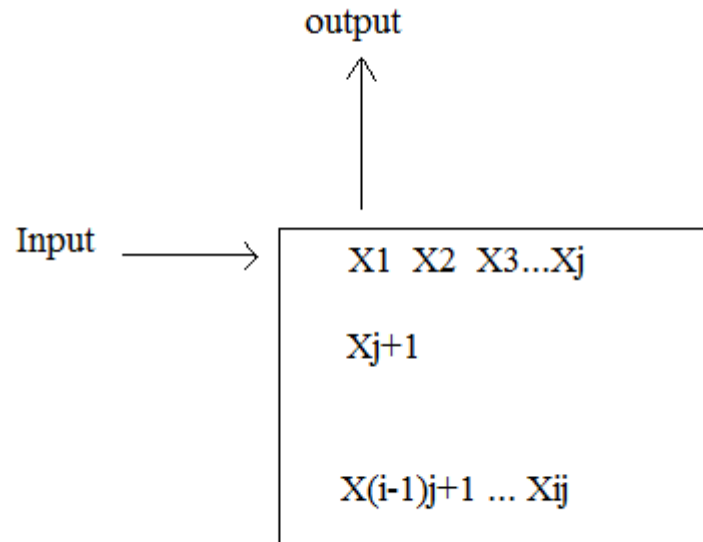 output
Input
X1 X2 X3...Xj
Xj+1
X(i-1)j+1 ... Xij